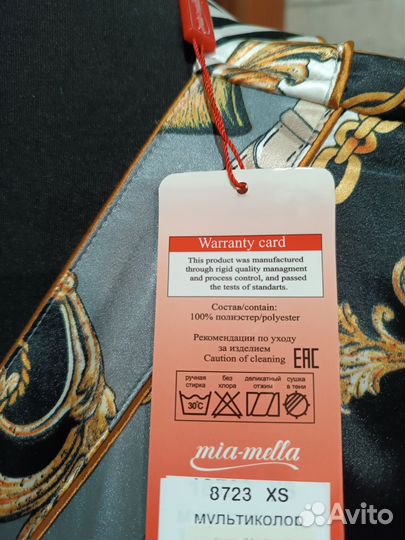 Warranty card
This product was manufactured
through rigid quality managment
and process control, and passed
the tests of standarts.
Состав/contain:
100% полиэстер/polyester
Рекомендации по уходу
за изделием
Caution of cleaning EAC
ручная стирка
без хлора
деликатный отжим
сушка в тени
30°C
mia-mella
8723 XS
мультиколор
Avito